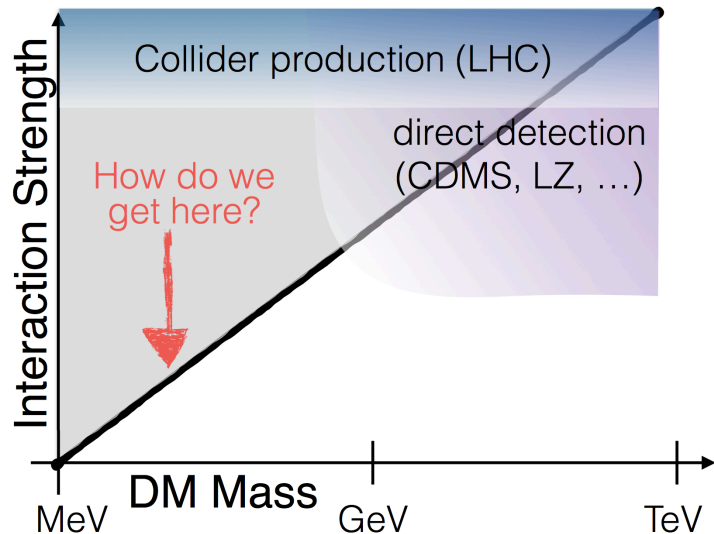 Interaction Strength
Collider production (LHC)
direct detection
(CDMS, LZ, ...)
How do we
get here?
DM Mass
MeV
GeV
TeV